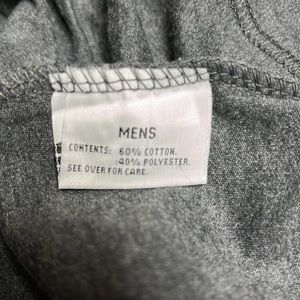 MENS
CONTENTS: 60% COTTON.
40% POLYESTER.
SEE OVER FOR CARE.